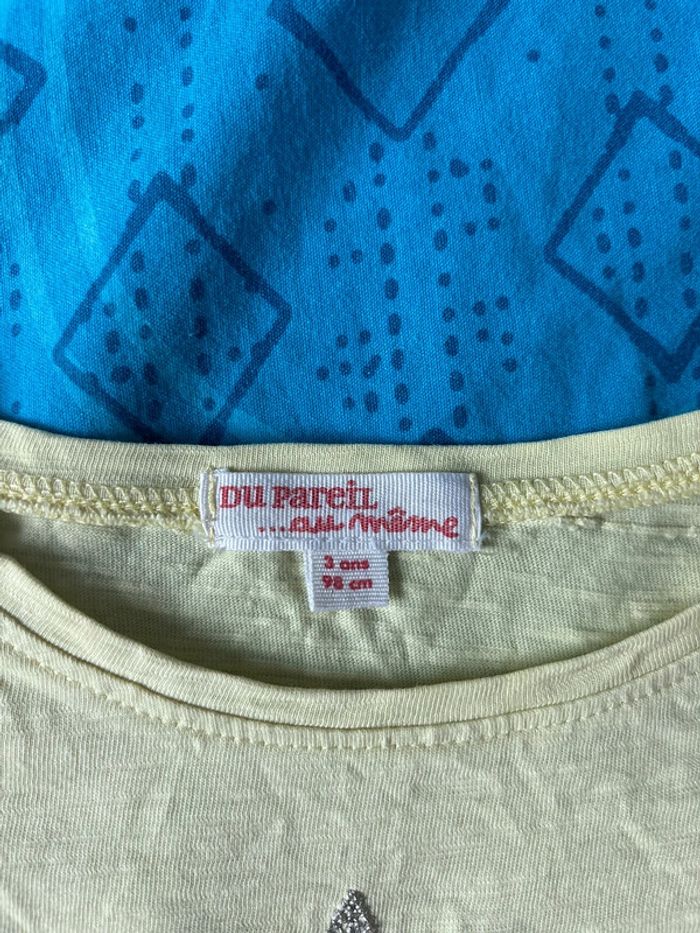 DU PareiL
...au même
3 ans
98 cm